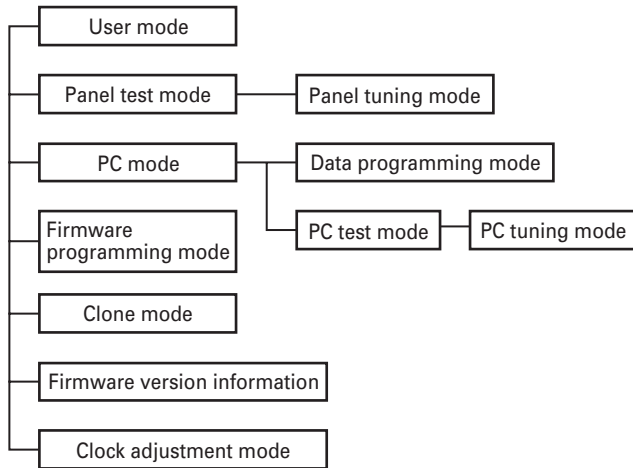 User mode
Panel test mode
Panel tuning mode
PC mode
Data programming mode
Firmware
programming mode
PC test mode
PC tuning mode
Clone mode
Firmware version information
Clock adjustment mode